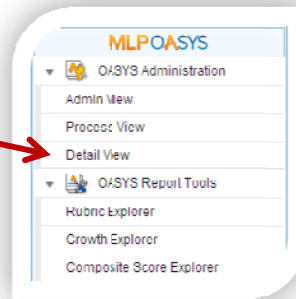 MLPOASYS
OASYS Administration
Admin View
Process View
Detail View
OASYS Report Tools
Rubric Explorer
Growth Explorer
Composite Score Explorer